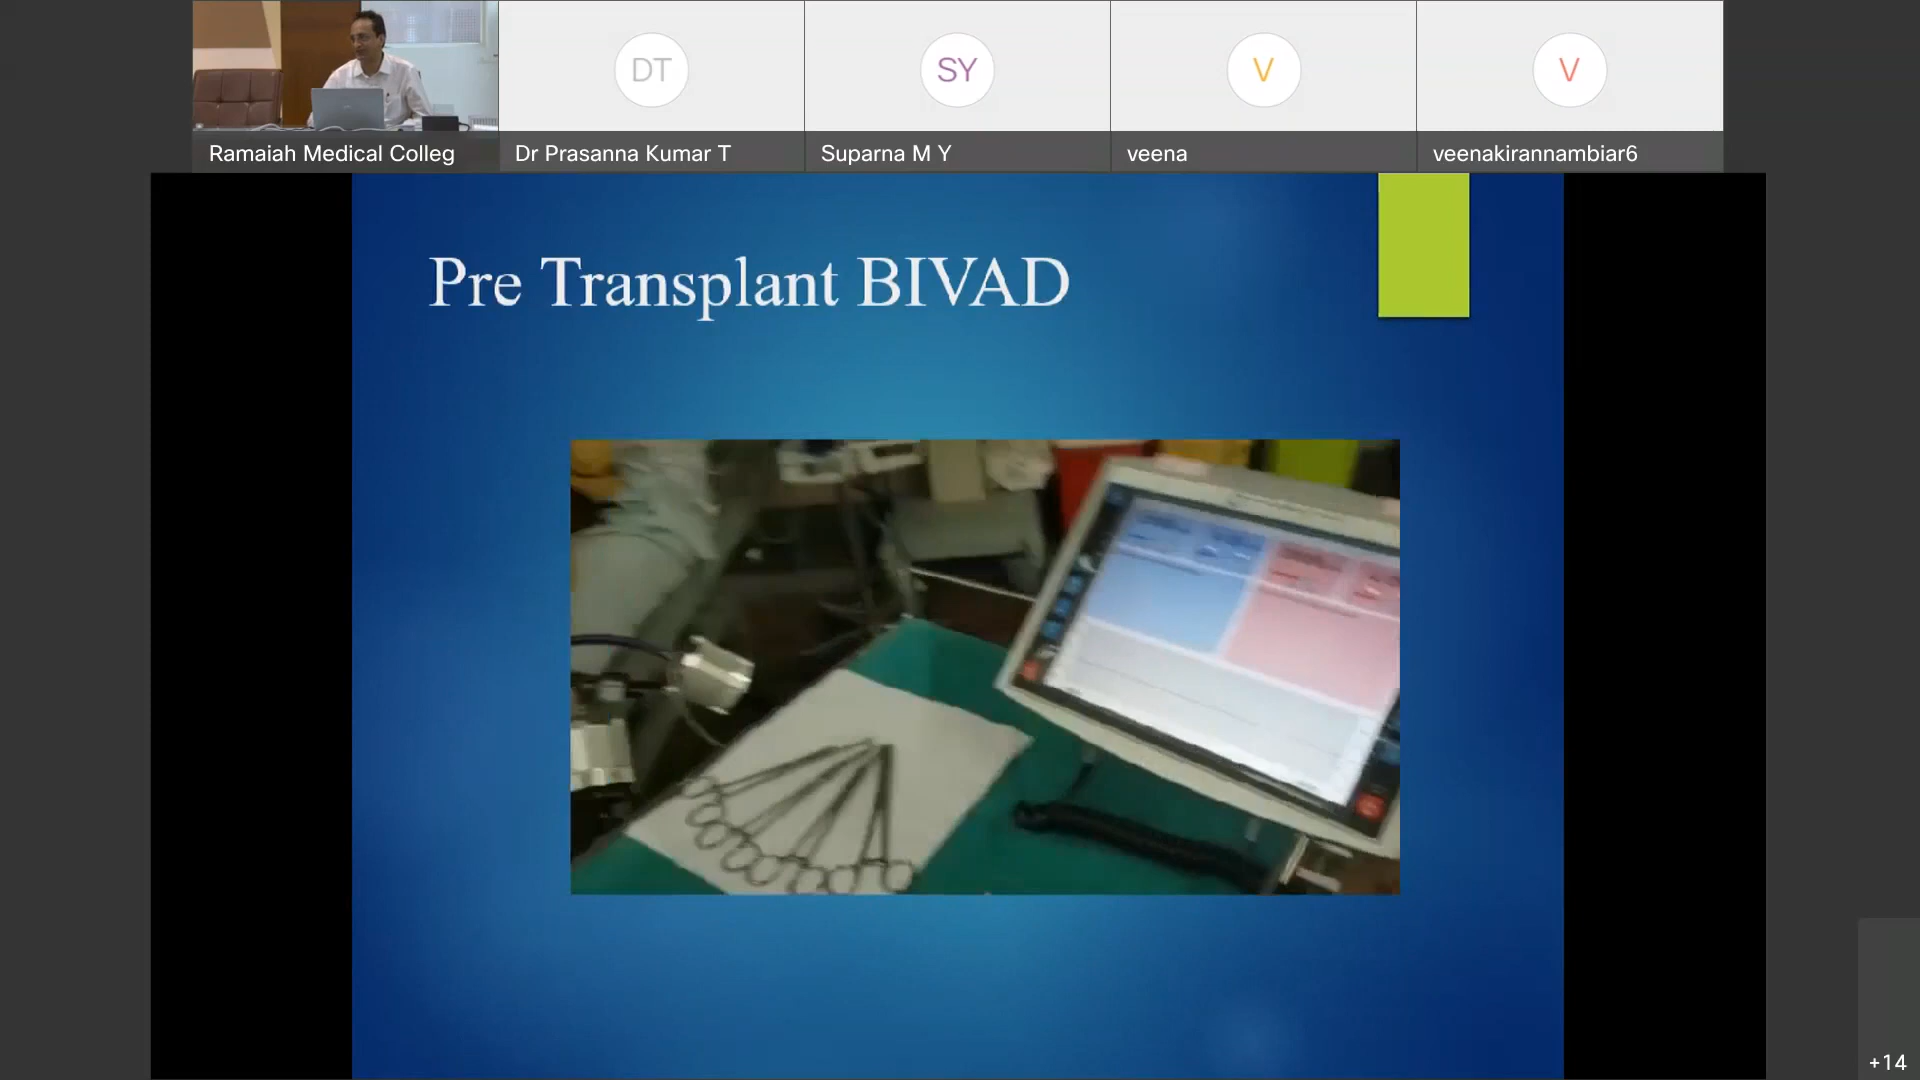 DT
SY
V
V
Ramaiah Medical Colleg
Dr Prasanna Kumar T
Suparna M Y
veena
veenakirannambiar6
Pre Transplant BIVAD
+14